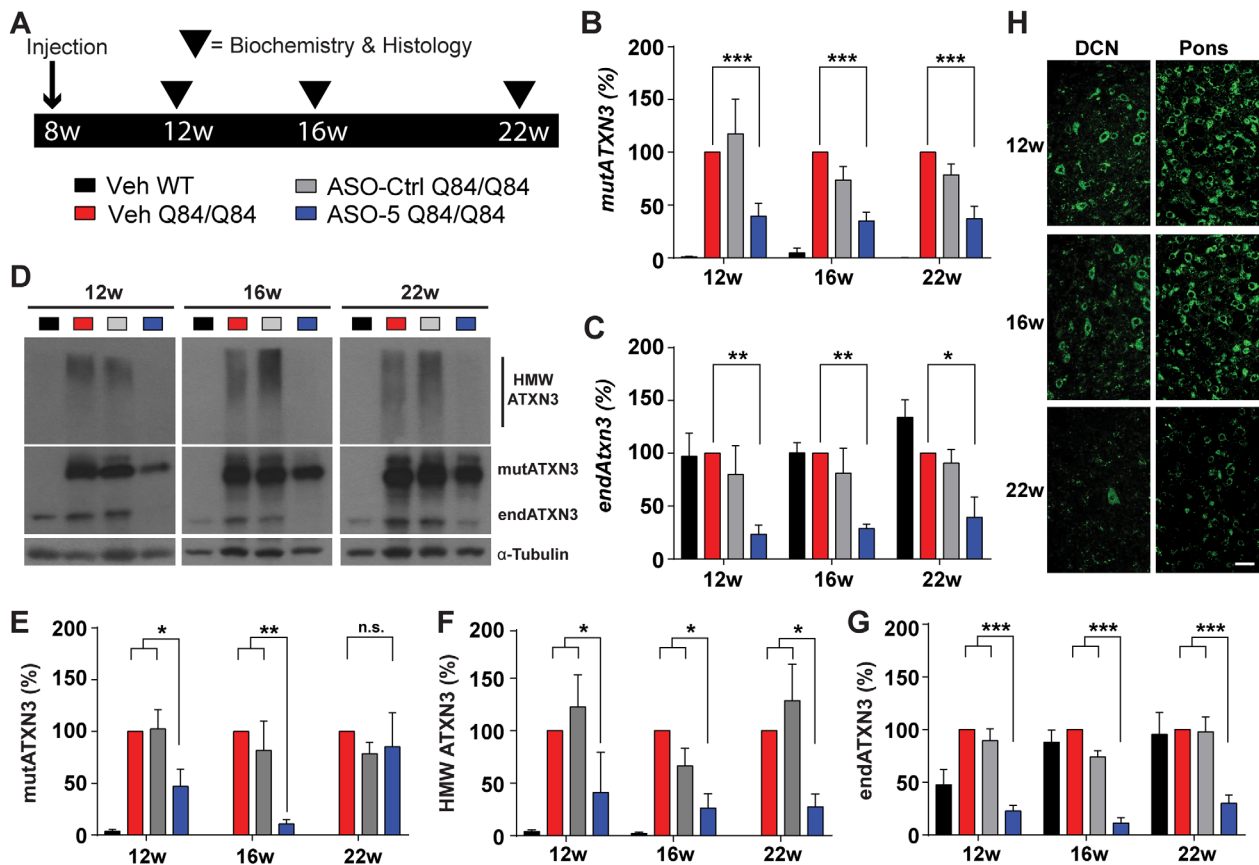 A
Injection
= Biochemistry & Histology
8w 12w 16w 22w
Veh WT ASO-Ctrl Q84/Q84
Veh Q84/Q84 ASO-5 Q84/Q84
B
mutATXN3 (%)
200
150
100
50
0
*** *** ***
12w 16w 22w
C
endAtxn3 (%)
200
150
100
50
0
** ** *
12w 16w 22w
D
12w 16w 22w
HMW
ATXN3
mutATXN3
endATXN3
α-Tubulin
E
mutATXN3 (%)
200
150
100
50
0
* ** n.s.
12w 16w 22w
F
HMW ATXN3 (%)
200
150
100
50
0
* * *
12w 16w 22w
G
endATXN3 (%)
200
150
100
50
0
*** *** ***
12w 16w 22w
H
DCN Pons
12w
16w
22w